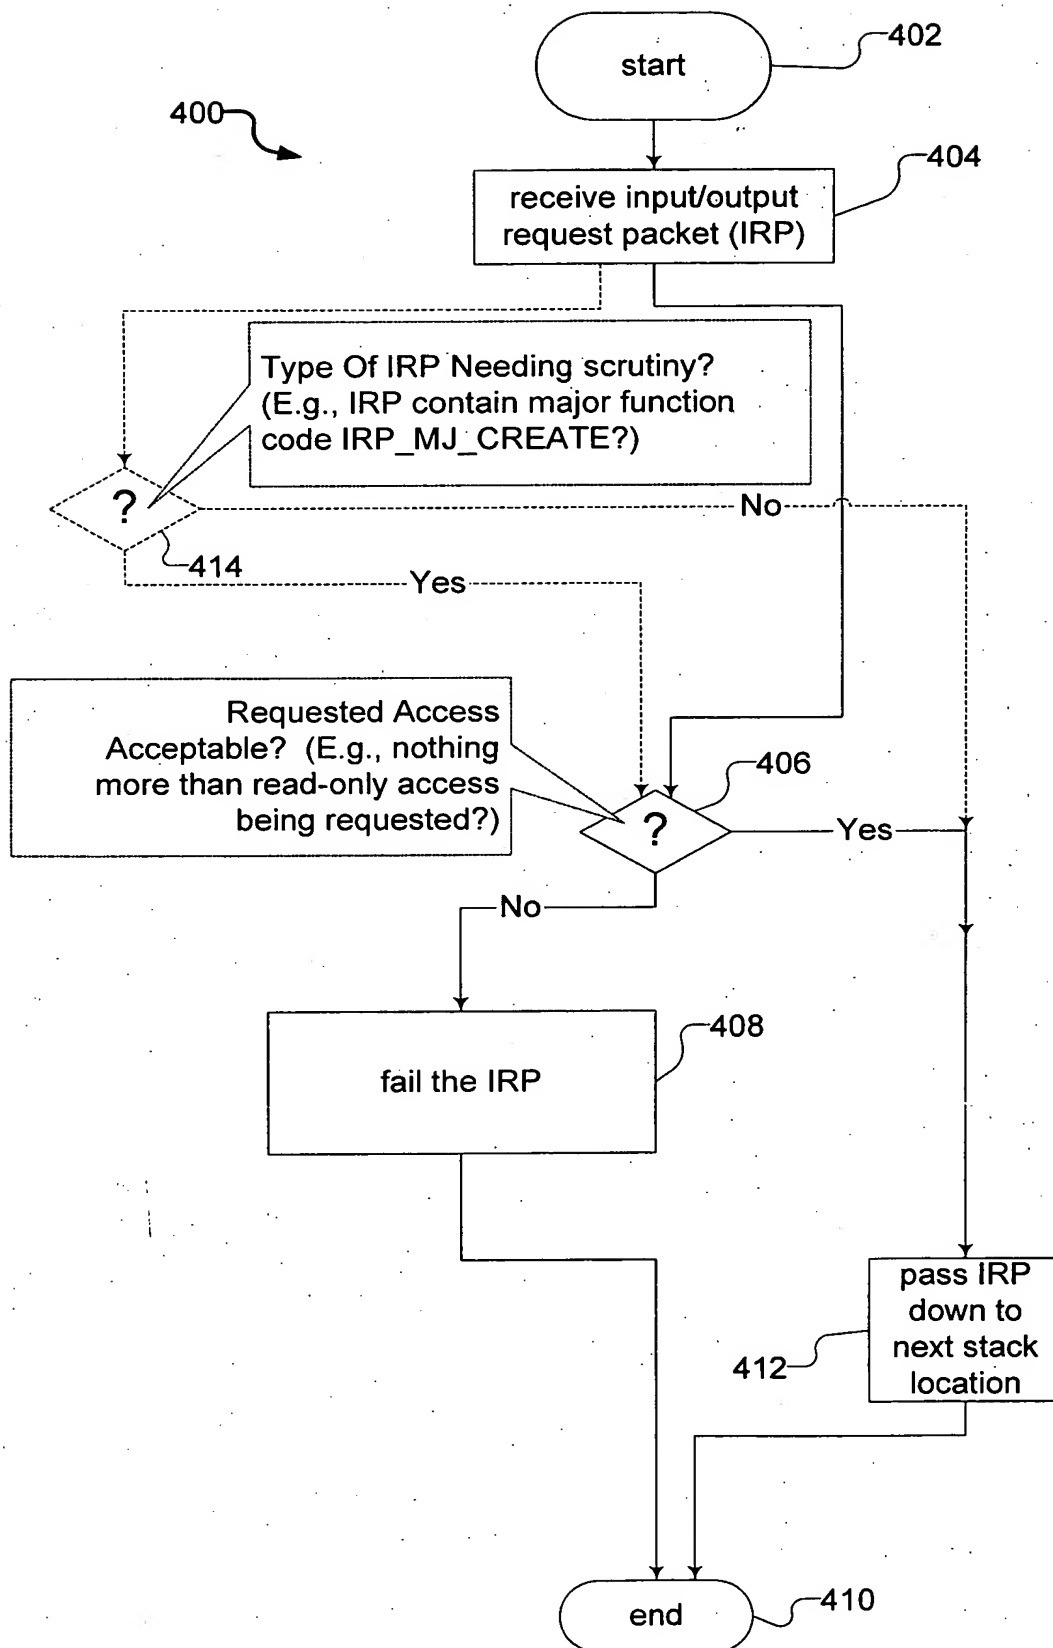 start
402
400
404
receive input/output
request packet (IRP)
Type Of IRP Needing scrutiny?
(E.g., IRP contain major function
code IRP_MJ_CREATE?)
?
No
414
Yes
Requested Access
Acceptable? (E.g., nothing
more than read-only access
being requested?)
406
?
Yes
No
408
fail the IRP
pass IRP
down to
next stack
location
412
end
410